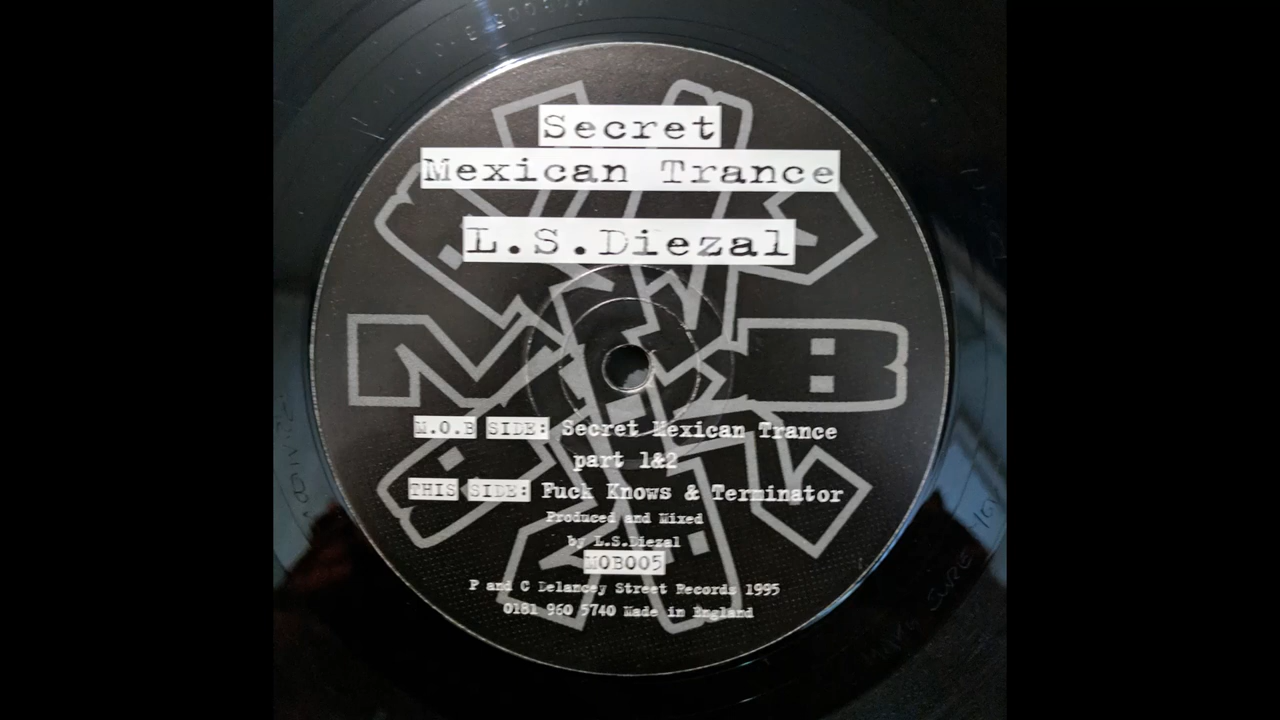 Secret
Mexican Trance
L.S.Diezal
MOB
M.O.B SIDE: Secret Mexican Trance
part 1&2
THIS SIDE: Fuck Knows & Terminator
Produced and Mixed
by L.S.Diezal
MOB005
P and C Delancey Street Records 1995
0181 960 5740 Made in England